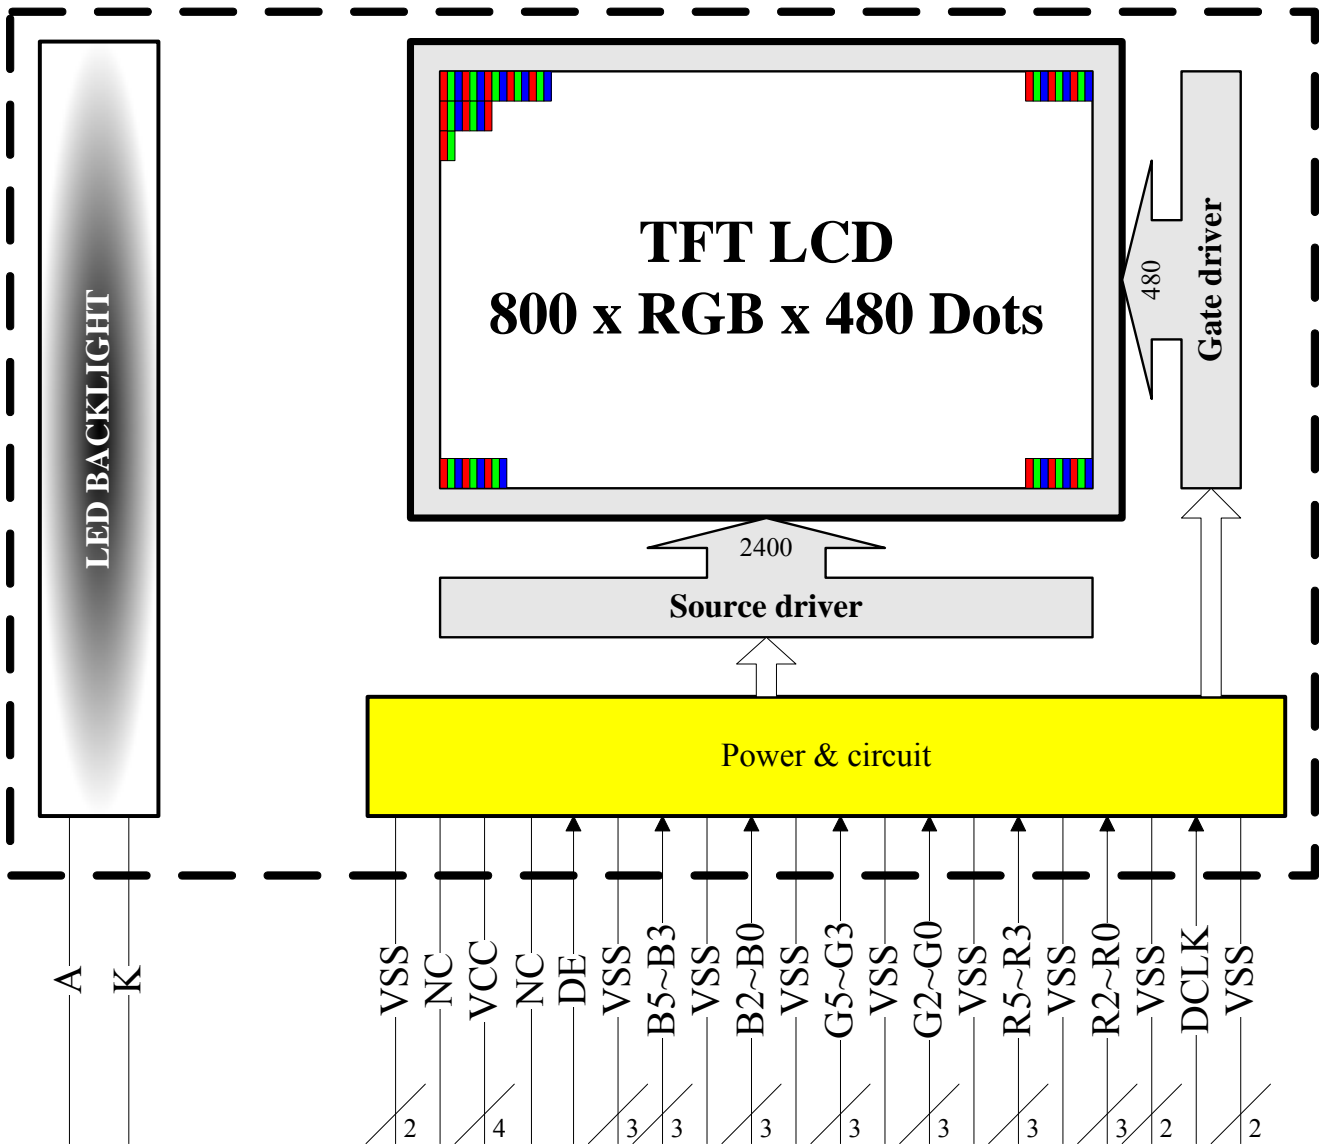 TFT LCD
800 x RGB x 480 Dots
LED BACKLIGHT
480
Gate driver
2400
Source driver
Power & circuit
A
K
VSS
NC
VCC
NC
DE
VSS
B5~B3
VSS
B2~B0
VSS
G5~G3
VSS
G2~G0
VSS
R5~R3
VSS
R2~R0
VSS
DCLK
VSS
2
4
3
3
3
3
3
3
3
2
2